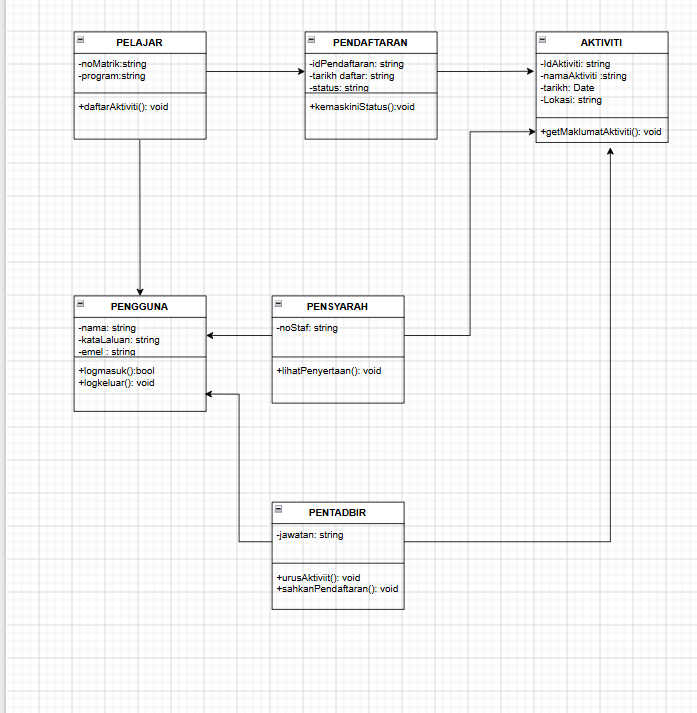 PELAJAR
-noMatrik:string
-program:string
+daftarAktiviti(): void
PENDAFTARAN
-idPendaftaran: string
-tarikh daftar: string
-status: string
+kemaskiniStatus():void
AKTIVITI
-IdAktiviti: string
-namaAktiviti :string
-tarikh: Date
-Lokasi: string
+getMaklumatAktiviti(): void
PENGGUNA
-nama: string
-kataLaluan: string
-emel : string
+logmasuk():bool
+logkeluar(): void
PENSYARAH
-noStaf: string
+lihatPenyertaan(): void
PENTADBIR
-jawatan: string
+urusAktiviit(): void
+sahkanPendaftaran(): void